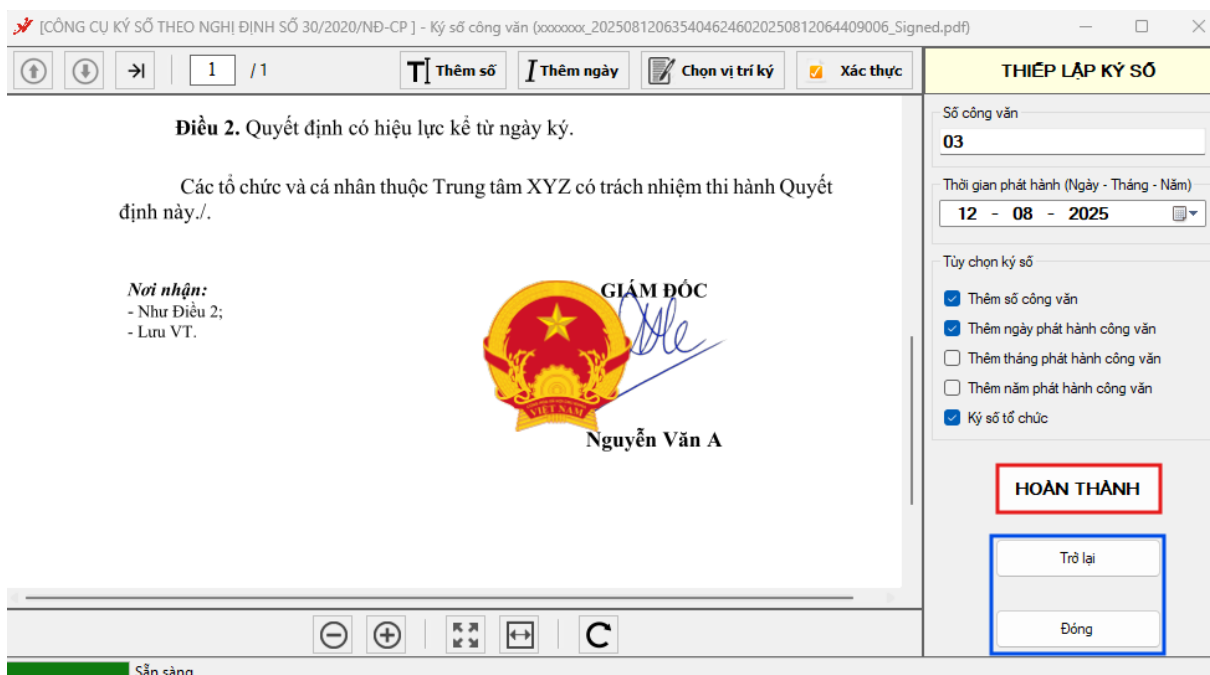 [CÔNG CỤ KÝ SỐ THEO NGHỊ ĐỊNH SỐ 30/2020/NĐ-CP ] - Ký số công văn (xxxxxxx_20250812063540462460202508120644​09006_Signed.pdf)
1 / 1
Thêm số
Thêm ngày
Chọn vị trí ký
Xác thực
THIẾP LẬP KÝ SỐ
Điều 2. Quyết định có hiệu lực kể từ ngày ký.
Các tổ chức và cá nhân thuộc Trung tâm XYZ có trách nhiệm thi hành Quyết
định này./.
Nơi nhận:
- Như Điều 2;
- Lưu VT.
GIÁM ĐỐC
VIỆT NAM
Nguyễn Văn A
Số công văn
03
Thời gian phát hành (Ngày - Tháng - Năm)
12 - 08 - 2025
Tùy chọn ký số
Thêm số công văn
Thêm ngày phát hành công văn
Thêm tháng phát hành công văn
Thêm năm phát hành công văn
Ký số tổ chức
HOÀN THÀNH
Trở lại
Đóng
Sẵn sàng